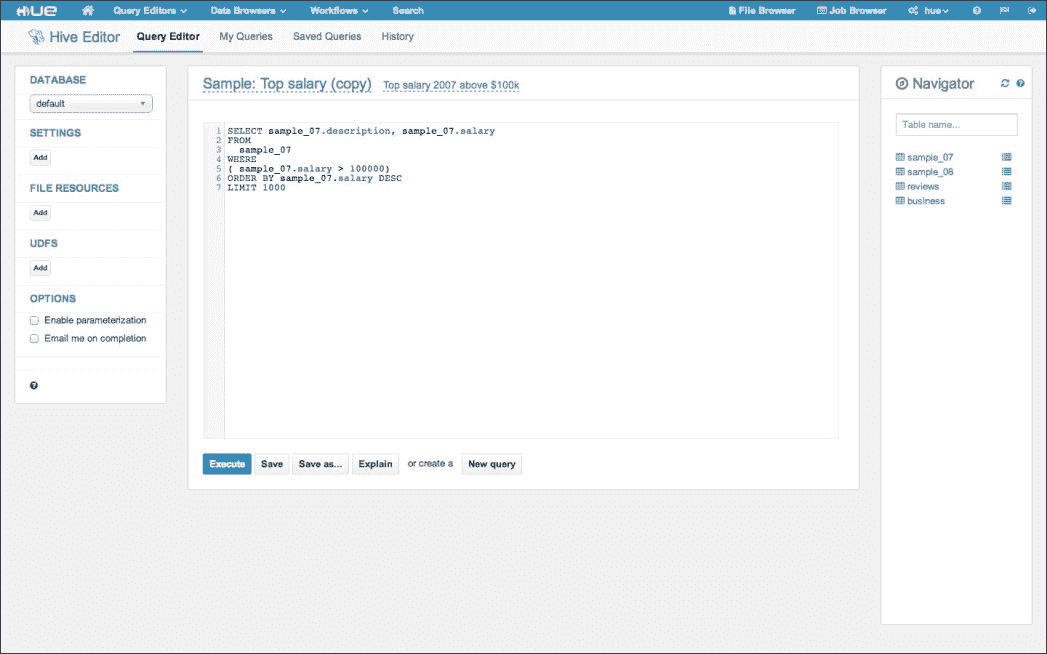 HUE Query Editors Data Browsers Workflows Search File Browser Job Browser hue
Hive Editor Query Editor My Queries Saved Queries History
DATABASE
default
SETTINGS
Add
FILE RESOURCES
Add
UDFS
Add
OPTIONS
Enable parameterization
Email me on completion
Sample: Top salary (copy) Top salary 2007 above $100k
1 SELECT sample_07.description, sample_07.salary
2 FROM
3 sample_07
4 WHERE
5 ( sample_07.salary > 100000)
6 ORDER BY sample_07.salary DESC
7 LIMIT 1000
Execute Save Save as... Explain or create a New query
Navigator
Table name...
sample_07
sample_08
reviews
business